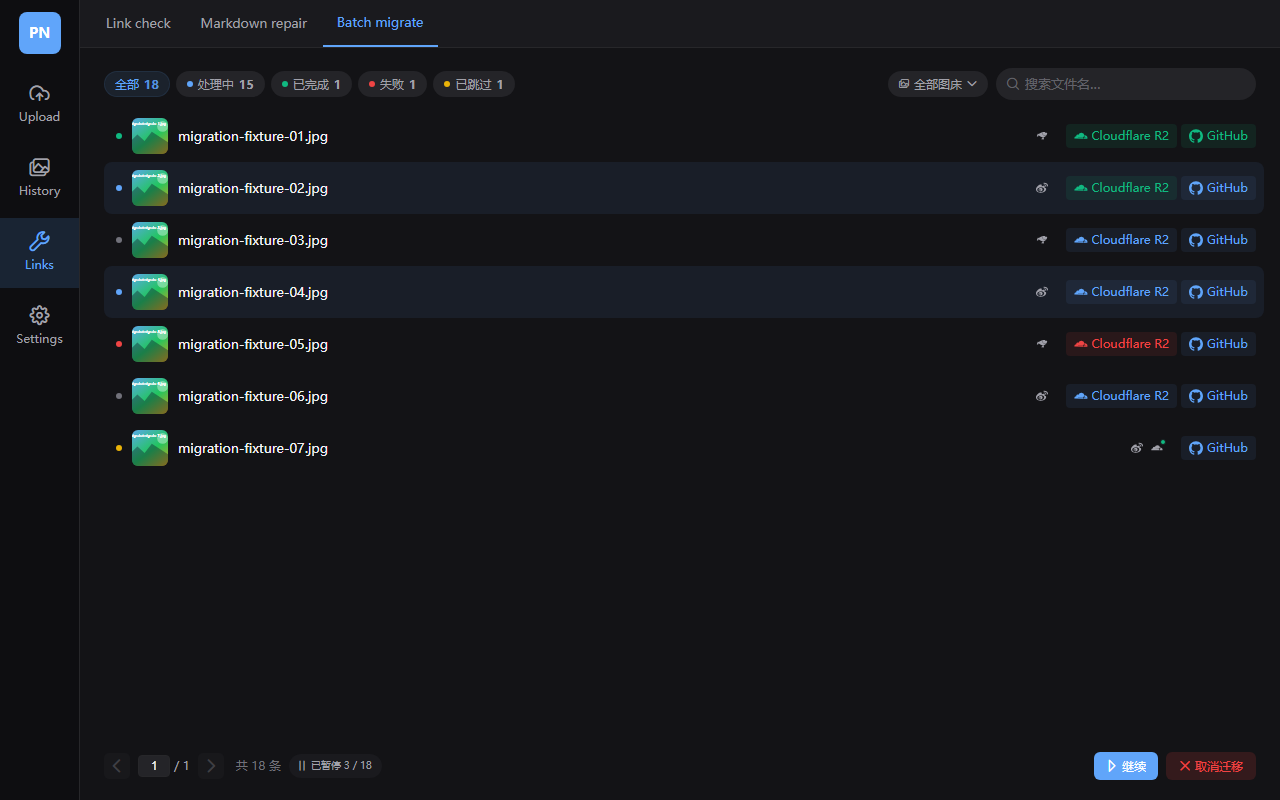 PN
Link check
Markdown repair
Batch migrate
Upload
History
Links
Settings
全部 18
处理中 15
已完成 1
失败 1
已跳过 1
全部图床
搜索文件名...
migration-fixture-01.jpg
Cloudflare R2
GitHub
migration-fixture-02.jpg
Cloudflare R2
GitHub
migration-fixture-03.jpg
Cloudflare R2
GitHub
migration-fixture-04.jpg
Cloudflare R2
GitHub
migration-fixture-05.jpg
Cloudflare R2
GitHub
migration-fixture-06.jpg
Cloudflare R2
GitHub
migration-fixture-07.jpg
GitHub
1 / 1
共 18 条
已暂停 3 / 18
继续
取消迁移